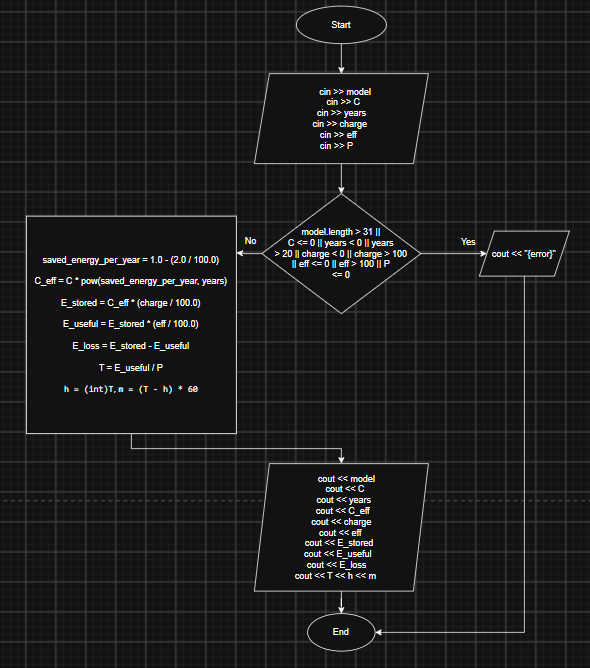 Start
cin >> model
cin >> C
cin >> years
cin >> charge
cin >> eff
cin >> P
model.length > 31 ||
C <= 0 || years < 0 || years
> 20 || charge < 0 || charge > 100
|| eff <= 0 || eff > 100 || P
<= 0
No
Yes
saved_energy_per_year = 1.0 - (2.0 / 100.0)
C_eff = C * pow(saved_energy_per_year, years)
E_stored = C_eff * (charge / 100.0)
E_useful = E_stored * (eff / 100.0)
E_loss = E_stored - E_useful
T = E_useful / P
h = (int)T, m = (T - h) * 60
cout << "{error}"
cout << model
cout << C
cout << years
cout << C_eff
cout << charge
cout << eff
cout << E_stored
cout << E_useful
cout << E_loss
cout << T << h << m
End